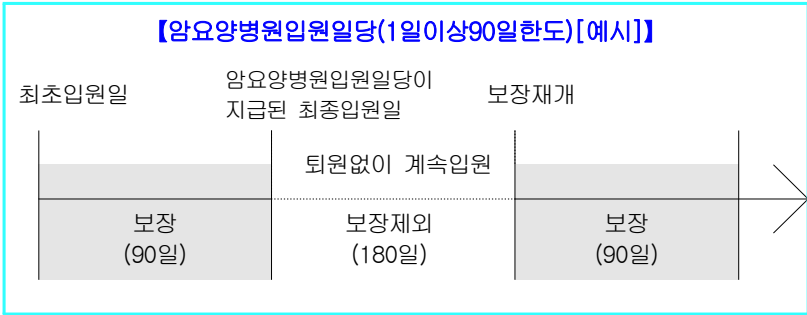 【암요양병원입원일당(1일이상90일한도)[예시]】
최초입원일
암요양병원입원일당이
지급된 최종입원일
보장재개
퇴원없이 계속입원
보장
(90일)
보장제외
(180일)
보장
(90일)